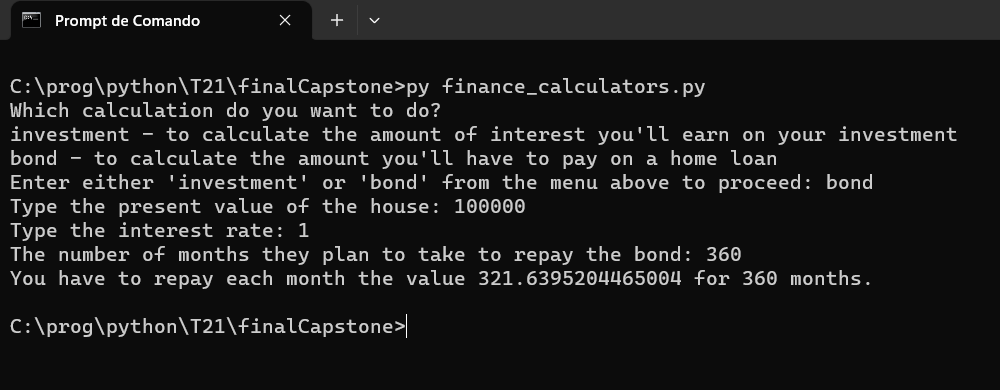 Prompt de Comando
C:\prog\python\T21\finalCapstone>py finance_calculators.py
Which calculation do you want to do?
investment - to calculate the amount of interest you'll earn on your investment
bond - to calculate the amount you'll have to pay on a home loan
Enter either 'investment' or 'bond' from the menu above to proceed: bond
Type the present value of the house: 100000
Type the interest rate: 1
The number of months they plan to take to repay the bond: 360
You have to repay each month the value 321.6395204465004 for 360 months.
C:\prog\python\T21\finalCapstone>